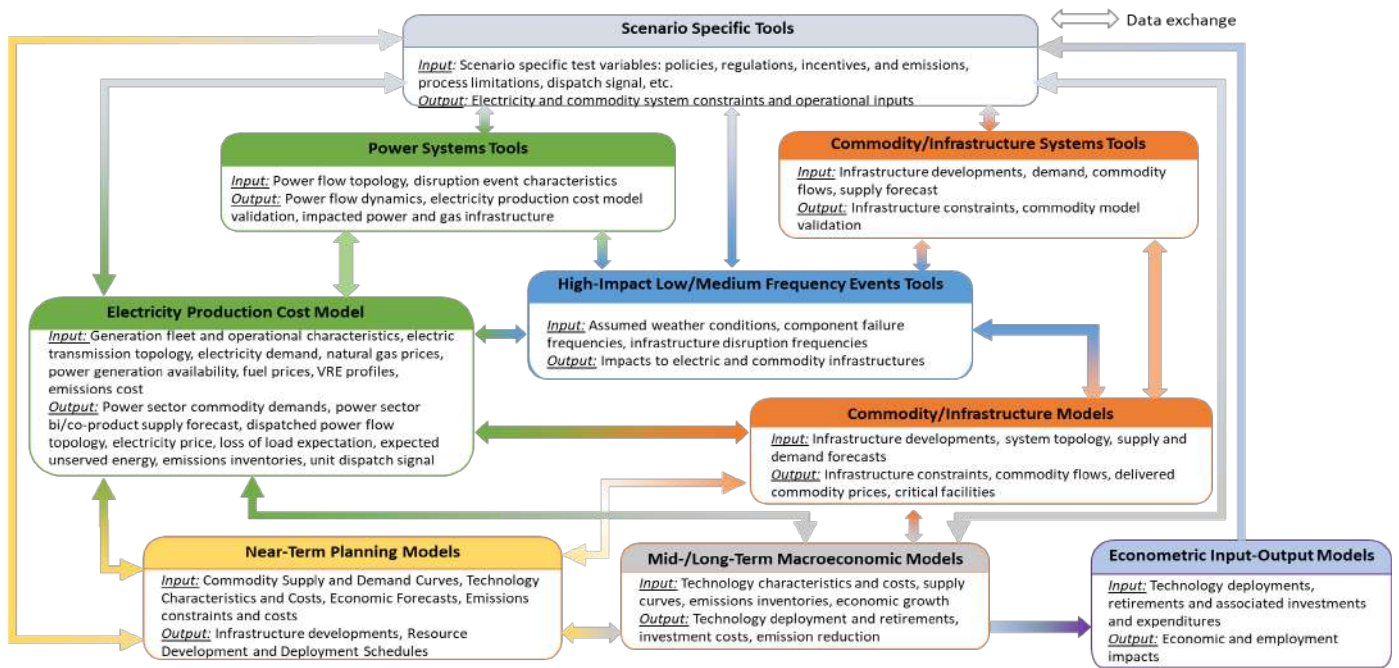 Scenario Specific Tools
Data exchange
Input: Scenario specific test variables: policies, regulations, incentives, and emissions,
process limitations, dispatch signal, etc.
Output: Electricity and commodity system constraints and operational inputs
Power Systems Tools
Input: Power flow topology, disruption event characteristics
Output: Power flow dynamics, electricity production cost model
validation, impacted power and gas infrastructure
Commodity/Infrastructure Systems Tools
Input: Infrastructure developments, demand, commodity
flows, supply forecast
Output: Infrastructure constraints, commodity model
validation
High-Impact Low/Medium Frequency Events Tools
Input: Assumed weather conditions, component failure
frequencies, infrastructure disruption frequencies
Output: Impacts to electric and commodity infrastructures
Electricity Production Cost Model
Input: Generation fleet and operational characteristics, electric
transmission topology, electricity demand, natural gas prices,
power generation availability, fuel prices, VRE profiles,
emissions cost
Output: Power sector commodity demands, power sector
bi/co-product supply forecast, dispatched power flow
topology, electricity price, loss of load expectation, expected
unserved energy, emissions inventories, unit dispatch signal
Commodity/Infrastructure Models
Input: Infrastructure developments, system topology, supply and
demand forecasts
Output: Infrastructure constraints, commodity flows, delivered
commodity prices, critical facilities
Near-Term Planning Models
Input: Commodity Supply and Demand Curves, Technology
Characteristics and Costs, Economic Forecasts, Emissions
constraints and costs
Output: Infrastructure developments, Resource
Development and Deployment Schedules
Mid-/Long-Term Macroeconomic Models
Input: Technology characteristics and costs, supply
curves, emissions inventories, economic growth
Output: Technology deployment and retirements,
investment costs, emission reduction
Econometric Input-Output Models
Input: Technology deployments,
retirements and associated investments
and expenditures
Output: Economic and employment
impacts